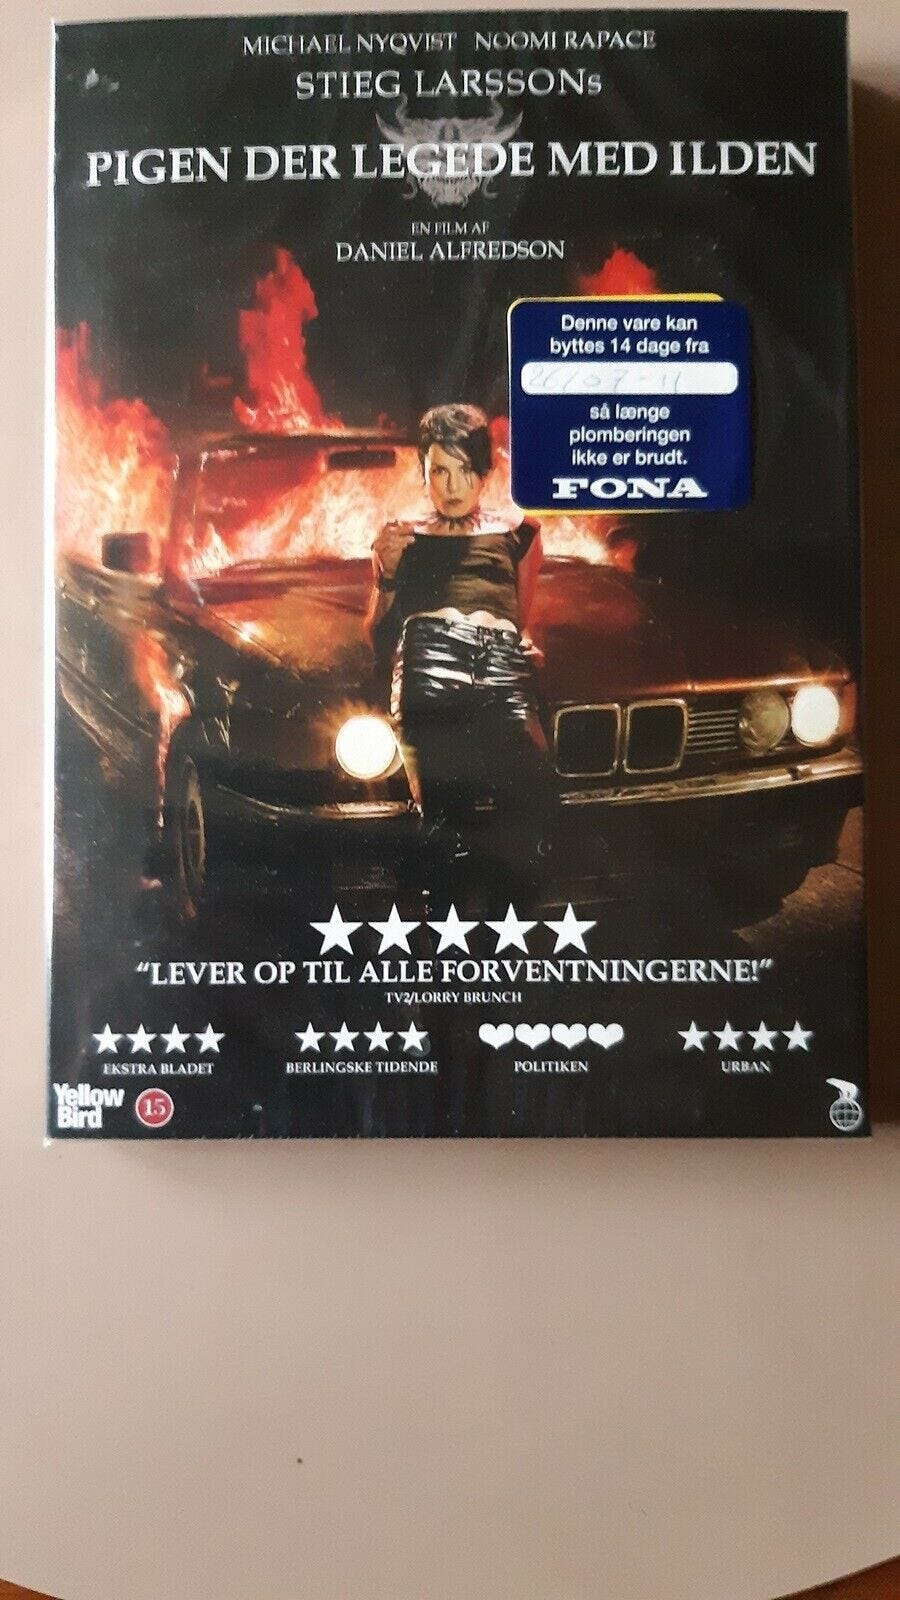 MICHAEL NYQVIST NOOMI RAPACE
STIEG LARSSONs
PIGEN DER LEGEDE MED ILDEN
EN FILM AF
DANIEL ALFREDSON
Denne vare kan
byttes 14 dage fra
26/07-11
så længe
plomberingen
ikke er brudt.
FONA
"LEVER OP TIL ALLE FORVENTNINGERNE!"
TV2/LORRY BRUNCH
EKSTRA BLADET
BERLINGSKE TIDENDE
POLITIKEN
URBAN
Yellow
Bird
15